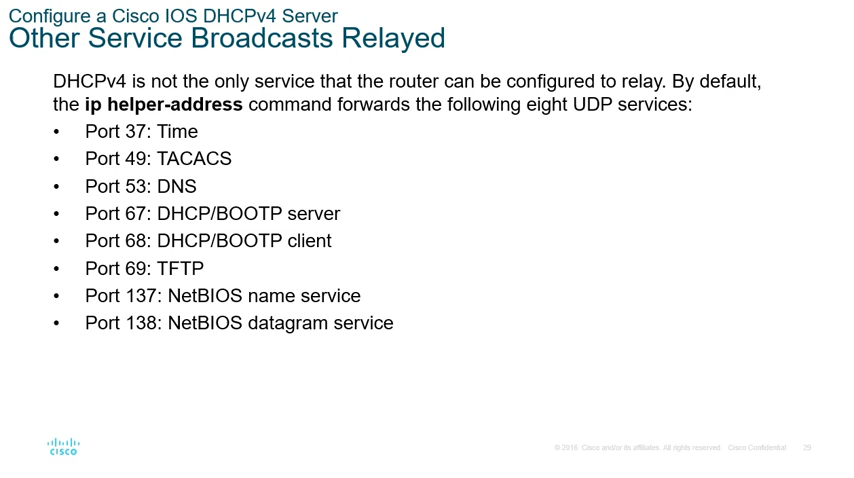 Configure a Cisco IOS DHCPv4 Server
Other Service Broadcasts Relayed
DHCPv4 is not the only service that the router can be configured to relay. By default,
the ip helper-address command forwards the following eight UDP services:
• Port 37: Time
• Port 49: TACACS
• Port 53: DNS
• Port 67: DHCP/BOOTP server
• Port 68: DHCP/BOOTP client
• Port 69: TFTP
• Port 137: NetBIOS name service
• Port 138: NetBIOS datagram service
CISCO
© 2016 Cisco and/or its affiliates. All rights reserved. Cisco Confidential 29